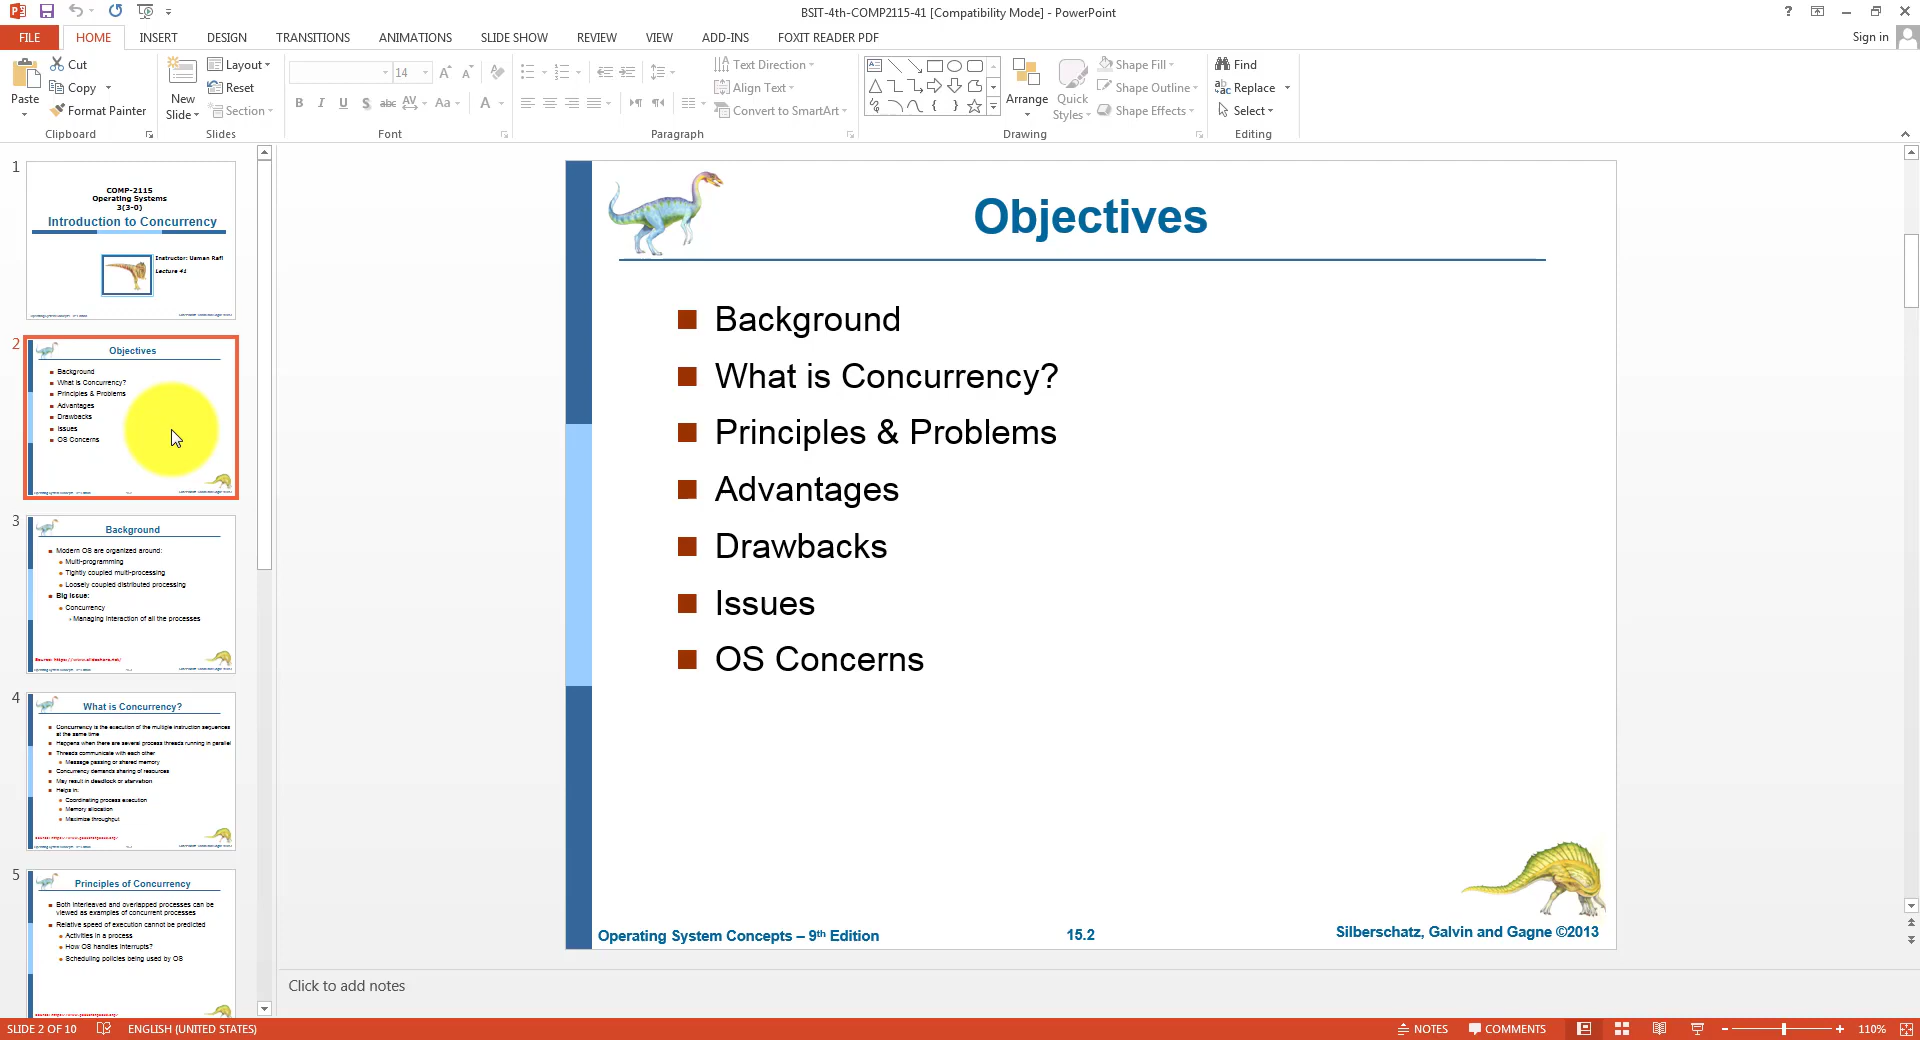 BSIT-4th-COMP2115-41 [Compatibility Mode] - PowerPoint
FILE
HOME
INSERT
DESIGN
TRANSITIONS
ANIMATIONS
SLIDE SHOW
REVIEW
VIEW
ADD-INS
FOXIT READER PDF
Sign in
Paste
Cut
Copy
Format Painter
Clipboard
New
Slide
Layout
Reset
Section
Slides
14
Font
Text Direction
Align Text
Convert to SmartArt
Paragraph
Arrange
Quick
Styles
Shape Fill
Shape Outline
Shape Effects
Drawing
Find
Replace
Select
Editing
1
COMP-2115
Operating Systems
3(3-0)
Introduction to Concurrency
Instructor: Usman Rafi
Lecture 41
2
Objectives
Background
What is Concurrency?
Principles & Problems
Advantages
Drawbacks
Issues
OS Concerns
3
Background
Modern OS are organized around:
Multi-programming
Tightly coupled multi-processing
Loosely coupled distributed processing
Big Issue:
Concurrency
Managing interaction of all the processes
Source: https://www.slideshare.net/
4
What is Concurrency?
Concurrency is the execution of the multiple instruction sequences
at the same time
Happens when there are several process threads running in parallel
Threads communicate with each other
Message passing or shared memory
Concurrency demands sharing of resources
May result in deadlock or starvation
Helps in:
Coordinating process execution
Memory allocation
Maximize throughput
5
Principles of Concurrency
Both interleaved and overlapped processes can be
viewed as examples of concurrent processes
Relative speed of execution cannot be predicted
Activities in a process
How OS handles interrupts?
Scheduling policies being used by OS
Objectives
Background
What is Concurrency?
Principles & Problems
Advantages
Drawbacks
Issues
OS Concerns
Operating System Concepts – 9th Edition
15.2
Silberschatz, Galvin and Gagne ©2013
Click to add notes
SLIDE 2 OF 10
ENGLISH (UNITED STATES)
NOTES
COMMENTS
110%